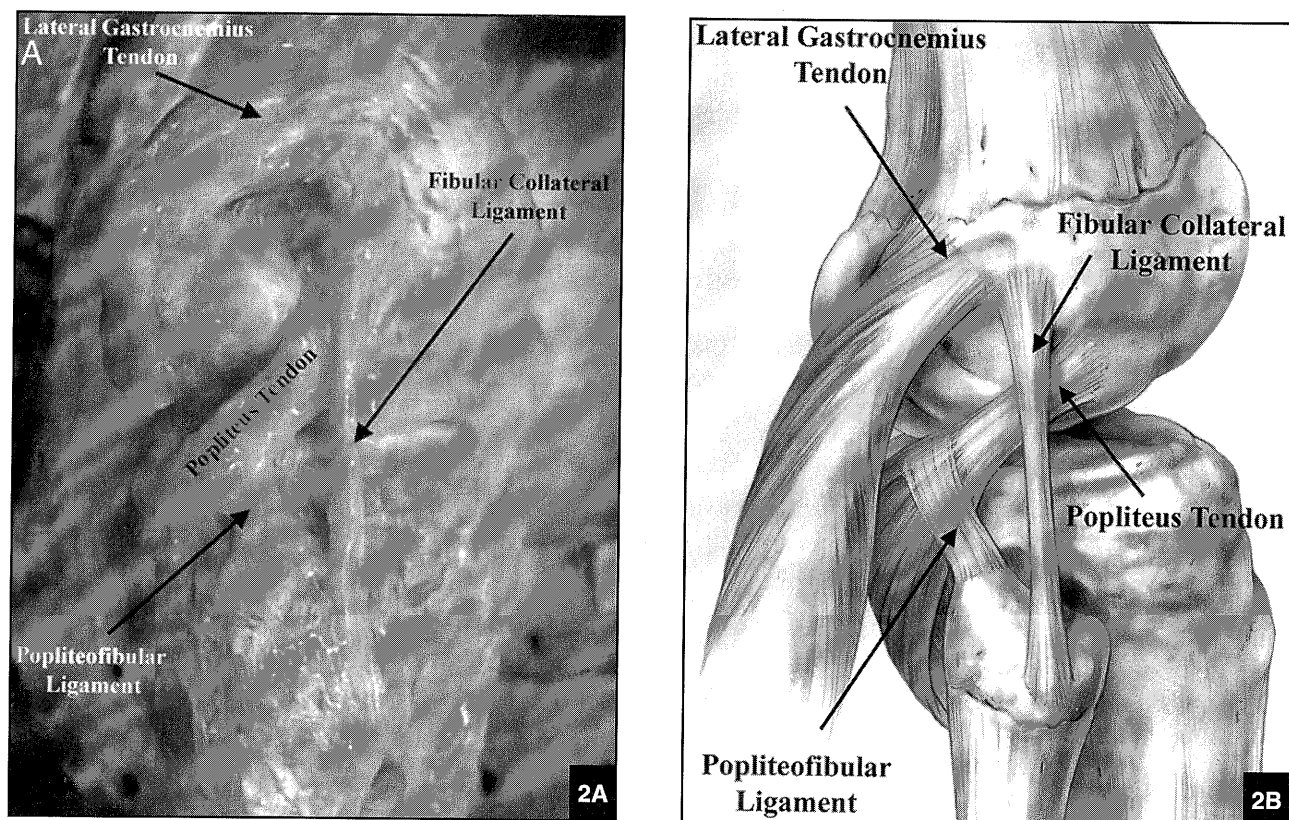 Lateral Gastrocnemius
A
Tendon
Fibular Collateral
Ligament
Popliteus Tendon
Popliteofibular
Ligament
2A
Lateral Gastrocnemius
Tendon
Fibular Collateral
Ligament
Popliteus Tendon
Popliteofibular
Ligament
2B